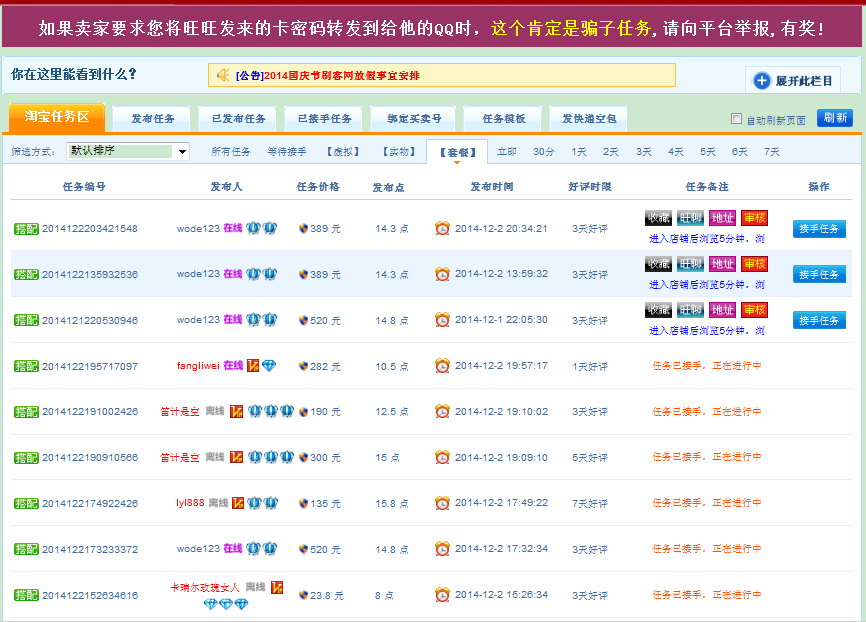 如果卖家要求您将旺旺发来的卡密码转发到给他的QQ时，这个肯定是骗子任务,请向平台举报,有奖!
你在这里能看到什么？ [公告]2014国庆节刷客网放假事宜安排 展开此栏目
淘宝任务区 发布任务 已发布任务 已接手任务 绑定买卖号 任务模板 发快递空包 自动刷新页面 刷新
筛选方式： 默认排序 所有任务 等待接手 【虚拟】 【实物】 【套餐】 立即 30分 1天 2天 3天 4天 5天 6天 7天
任务编号 发布人 任务价格 发布点 发布时间 好评时限 任务备注 操作
搭配 2014122203421548 wode123 在线 389 元 14.3 点 2014-12-2 20:34:21 3天好评 收藏 旺聊 地址 审核 接手任务
进入店铺后浏览5分钟，浏
搭配 2014122135932536 wode123 在线 389 元 14.3 点 2014-12-2 13:59:32 3天好评 收藏 旺聊 地址 审核 接手任务
进入店铺后浏览5分钟，浏
搭配 2014121220530946 wode123 在线 520 元 14.8 点 2014-12-1 22:05:30 3天好评 收藏 旺聊 地址 审核 接手任务
进入店铺后浏览5分钟，浏
搭配 2014122195717097 fangliwei 在线 282 元 10.5 点 2014-12-2 19:57:17 1天好评 任务已接手，正在进行中
搭配 2014122191002426 笛计是空 离线 190 元 12.5 点 2014-12-2 19:10:02 3天好评 任务已接手，正在进行中
搭配 2014122190910566 笛计是空 离线 300 元 15 点 2014-12-2 19:09:10 5天好评 任务已接手，正在进行中
搭配 2014122174922426 lyl888 离线 135 元 15.8 点 2014-12-2 17:49:22 7天好评 任务已接手，正在进行中
搭配 2014122173233372 wode123 在线 520 元 14.8 点 2014-12-2 17:32:34 3天好评 任务已接手，正在进行中
搭配 2014122152634616 卡瑞尔玫瑰女人 离线 23.8 元 8 点 2014-12-2 15:26:34 3天好评 任务已接手，正在进行中